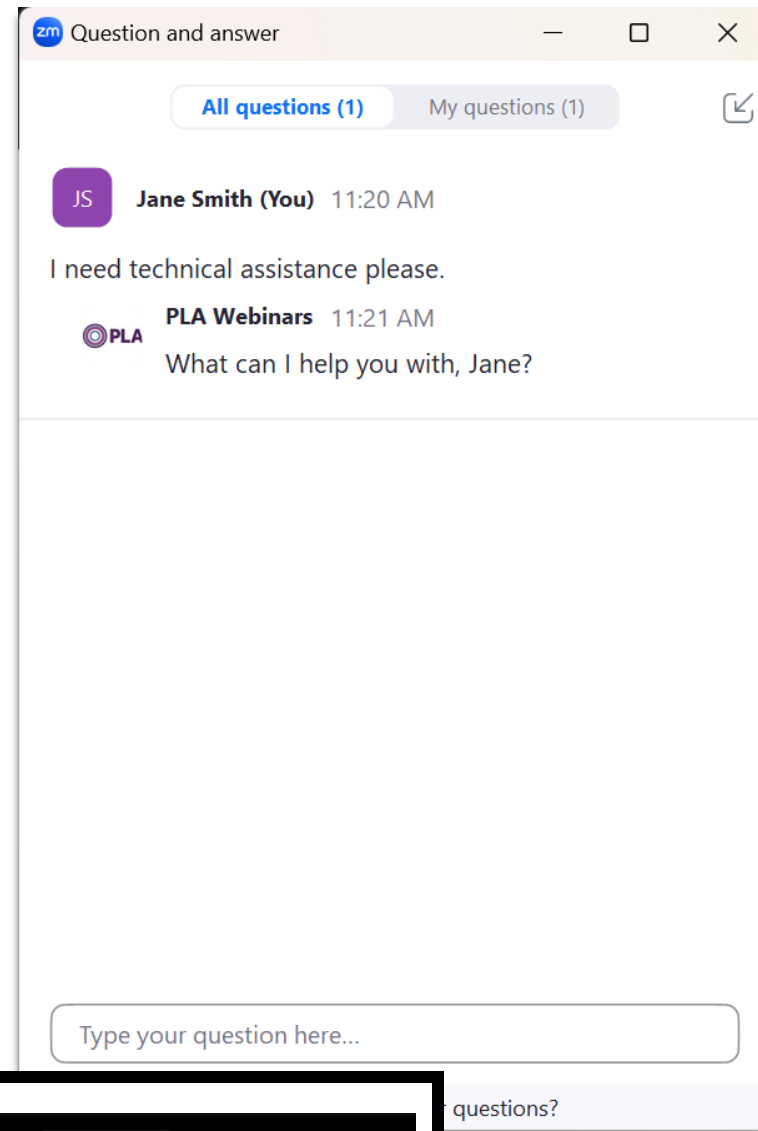 zm Question and answer
All questions (1) My questions (1)
JS Jane Smith (You) 11:20 AM
I need technical assistance please.
PLA Webinars 11:21 AM
PLA
What can I help you with, Jane?
Type your question here...
questions?